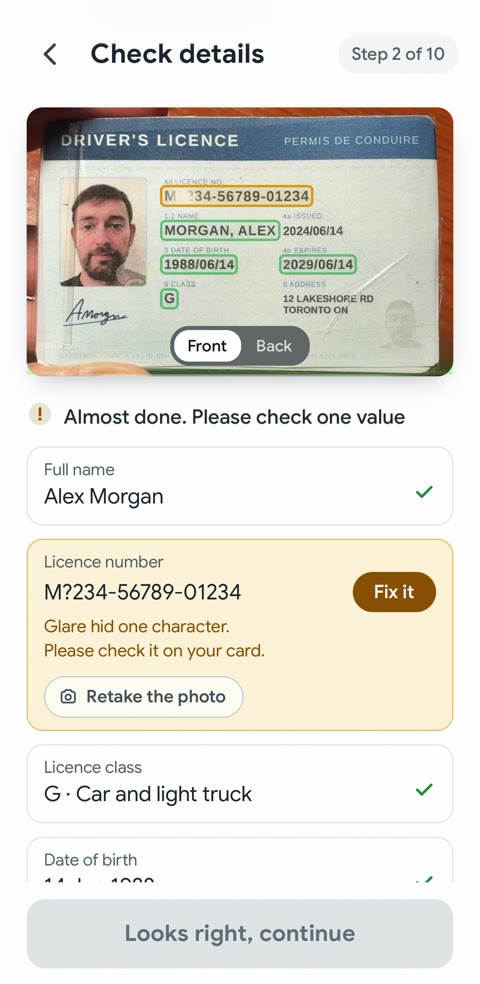 Check details
Step 2 of 10
DRIVER'S LICENCE
PERMIS DE CONDUIRE
4d LICENCE NO.
34-56789-01234
1,2 NAME
4a ISSUED
MORGAN, ALEX
2024/06/14
3 DATE OF BIRTH
4b EXPIRES
1988/06/14
2029/06/14
9 CLASS
8 ADDRESS
G
12 LAKESHORE RD
TORONTO ON
Amorgan
Front
Back
Almost done. Please check one value
Full name
Alex Morgan
Licence number
M?234-56789-01234
Fix it
Glare hid one character.
Please check it on your card.
Retake the photo
Licence class
G · Car and light truck
Date of birth
Looks right, continue